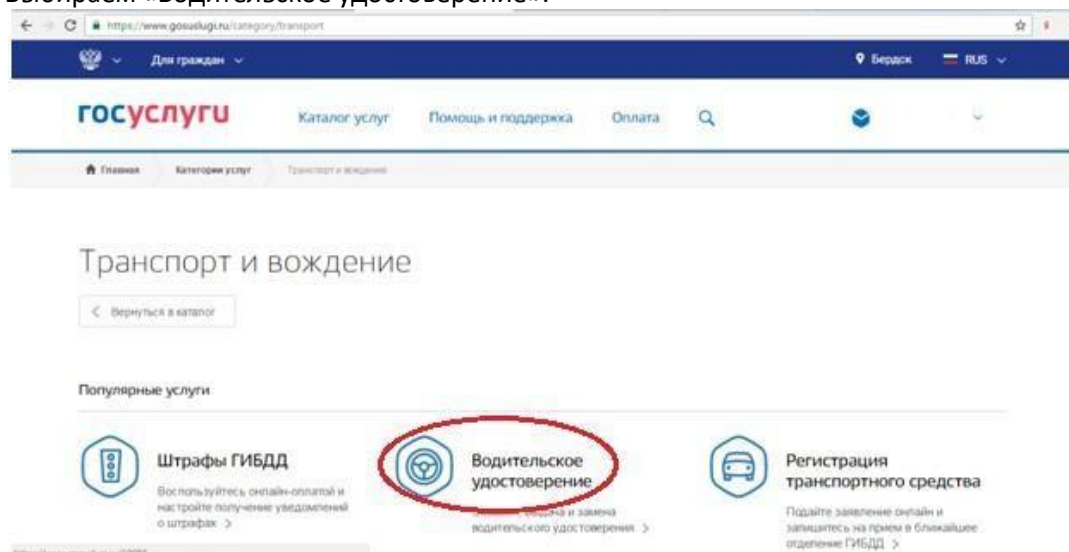 Выбираем «Водительское удостоверение».
https://www.gosuslugi.ru/category/transport
Для граждан
Бердск
RUS
госуслуги
Каталог услуг
Помощь и поддержка
Оплата
Главная
Категории услуг
Транспорт и вождение
Транспорт и вождение
Вернуться в каталог
Популярные услуги
Штрафы ГИБДД
Воспользуйтесь онлайн-оплатой и
настройте получение уведомлений
о штрафах >
Водительское
удостоверение
выдача и замена
водительского удостоверения >
Регистрация
транспортного средства
Подайте заявление онлайн и
запишитесь на прием в ближайшее
отделение ГИБДД >